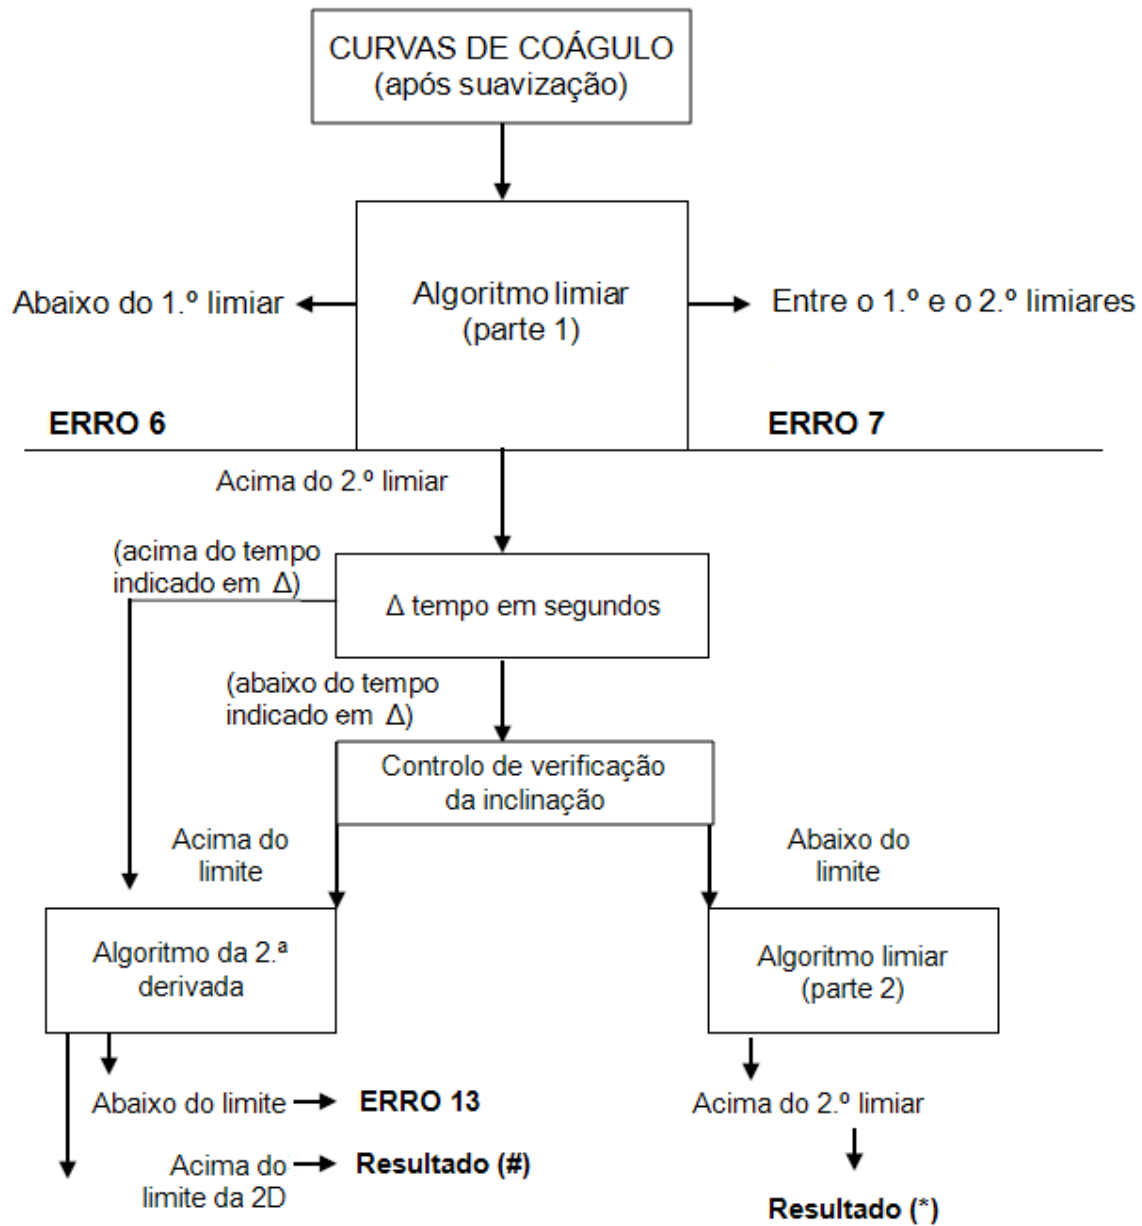 CURVAS DE COÁGULO
(após suavização)
Algoritmo limiar
(parte 1)
Abaixo do 1.º limiar
Entre o 1.º e o 2.º limiares
ERRO 6
ERRO 7
Acima do 2.º limiar
(acima do tempo
indicado em Δ)
Δ tempo em segundos
(abaixo do tempo
indicado em Δ)
Controlo de verificação
da inclinação
Acima do
limite
Abaixo do
limite
Algoritmo da 2.ª
derivada
Algoritmo limiar
(parte 2)
Abaixo do limite
ERRO 13
Acima do 2.º limiar
Acima do
limite da 2D
Resultado (#)
Resultado (*)